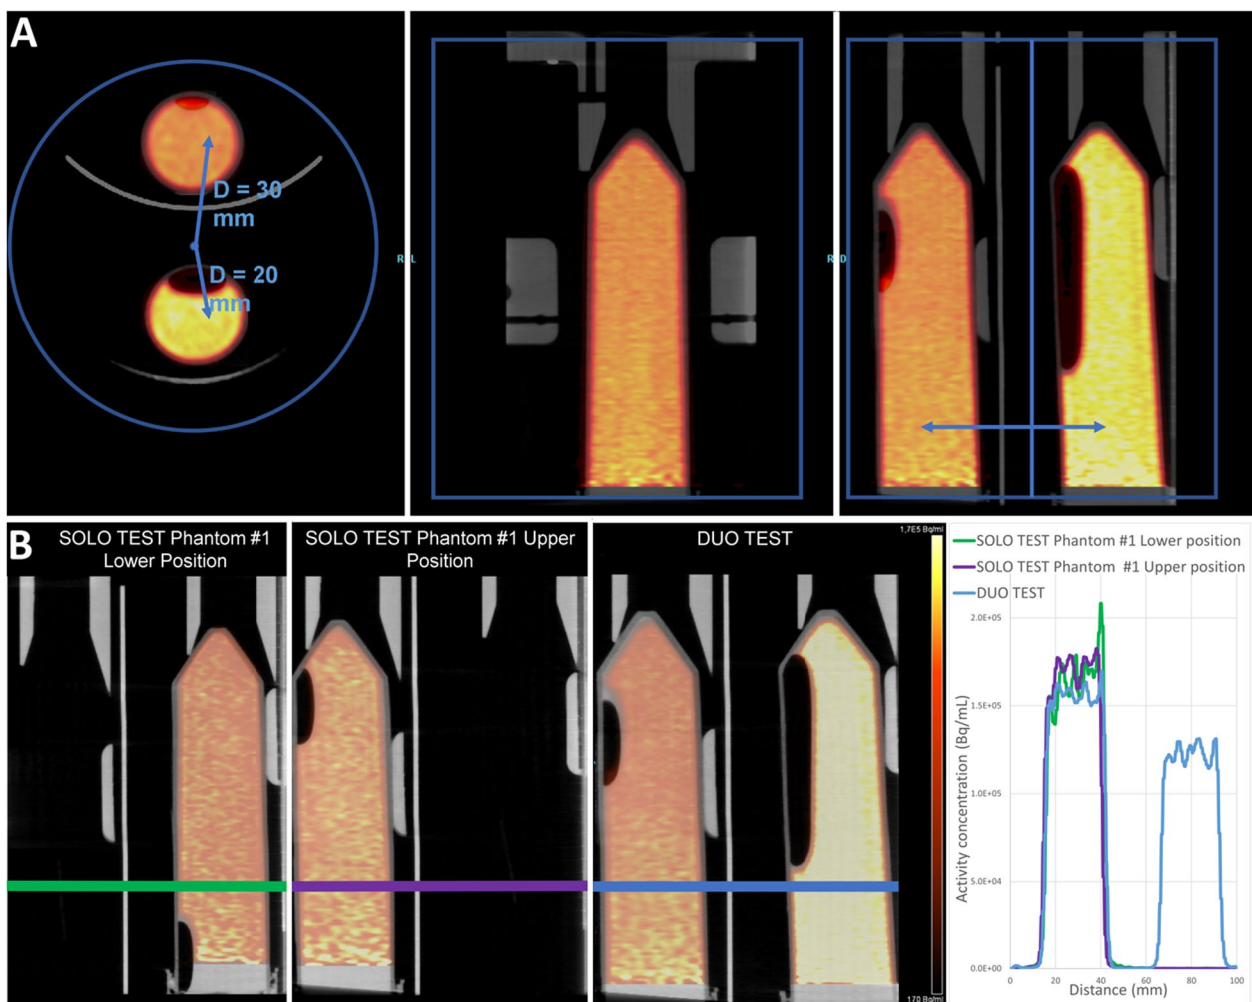 A
D = 30
mm
D = 20
mm
R
L
R
D
B
SOLO TEST Phantom #1
Lower Position
SOLO TEST Phantom #1 Upper
Position
DUO TEST
1,7E5 Bq/ml
170 Bq/ml
SOLO TEST Phantom #1 Lower position
SOLO TEST Phantom #1 Upper position
DUO TEST
Activity concentration (Bq/mL)
2.0E+05
1.5E+05
1.0E+05
5.0E+04
0.0E+00
0
20
40
60
80
100
Distance (mm)